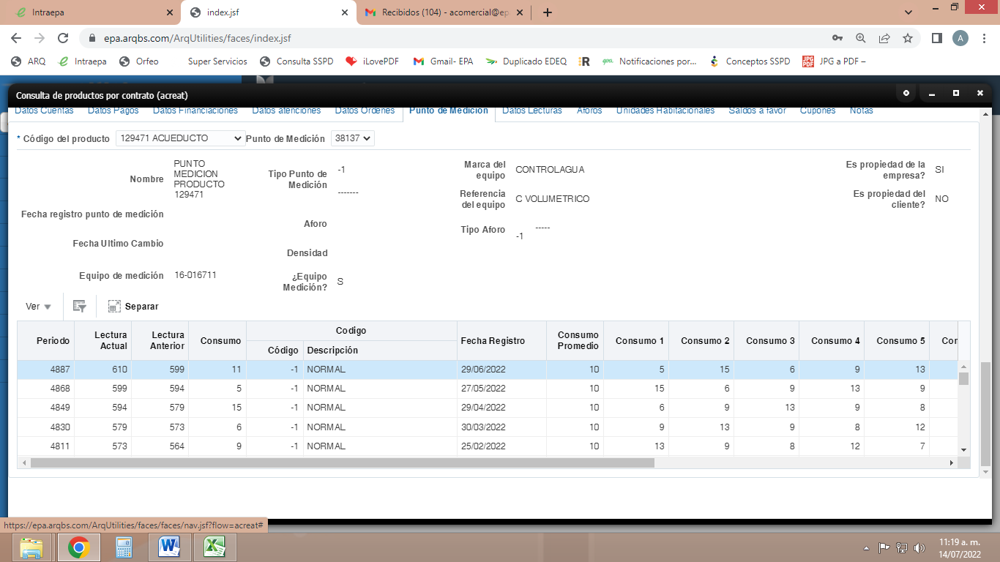 Intraepa
index.jsf
Recibidos (104) - acomercial@ep
epa.arqbs.com/ArqUtilities/faces/index.jsf
A
ARQ Intraepa Orfeo Super Servicios Consulta SSPD iLovePDF Gmail- EPA Duplicado EDEQ Notificaciones por... Conceptos SSPD JPG a PDF –
Consulta de productos por contrato (acreat)
Datos Cuentas Datos Pagos Datos Financiaciones Datos atenciones Datos Ordenes Punto de Medición Datos Lecturas Aforos Unidades Habitacionales Saldos a favor Cupones Notas
* Código del producto 129471 ACUEDUCTO Punto de Medición 38137
Nombre PUNTO MEDICION PRODUCTO 129471
Tipo Punto de Medición -1 -------
Marca del equipo CONTROLAGUA
Es propiedad de la empresa? SI
Referencia del equipo C VOLUMETRICO
Es propiedad del cliente? NO
Fecha registro punto de medición
Aforo
Tipo Aforo -1 -----
Fecha Ultimo Cambio
Densidad
Equipo de medición 16-016711
¿Equipo Medición? S
Ver Separar
Periodo Lectura Actual Lectura Anterior Consumo Codigo Código Descripción Fecha Registro Consumo Promedio Consumo 1 Consumo 2 Consumo 3 Consumo 4 Consumo 5 Cor
4887 610 599 11 -1 NORMAL 29/06/2022 10 5 15 6 9 13
4868 599 594 5 -1 NORMAL 27/05/2022 10 15 6 9 13 9
4849 594 579 15 -1 NORMAL 29/04/2022 10 6 9 13 9 8
4830 579 573 6 -1 NORMAL 30/03/2022 10 9 13 9 8 12
4811 573 564 9 -1 NORMAL 25/02/2022 10 13 9 8 12 7
https://epa.arqbs.com/ArqUtilities/faces/faces/nav.jsf?flow=acreat#
11:19 a. m.
14/07/2022